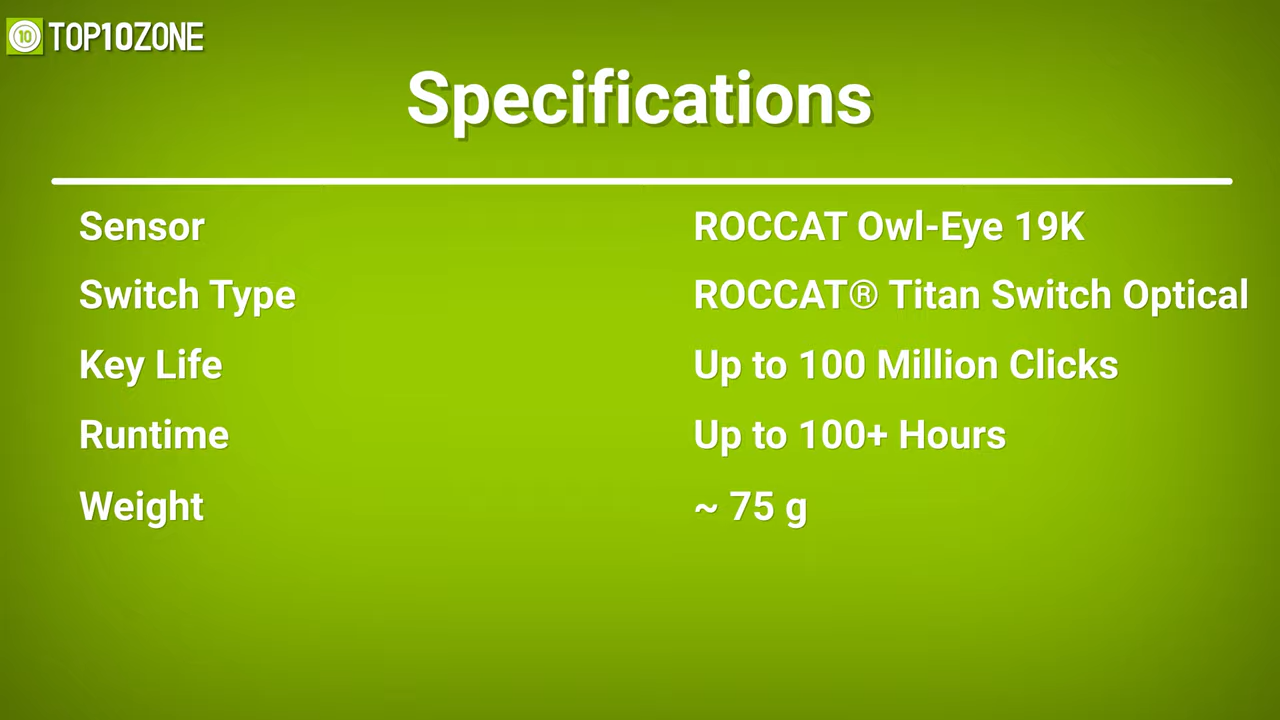 10 TOP10ZONE
Specifications
Sensor ROCCAT Owl-Eye 19K
Switch Type ROCCAT® Titan Switch Optical
Key Life Up to 100 Million Clicks
Runtime Up to 100+ Hours
Weight ~ 75 g